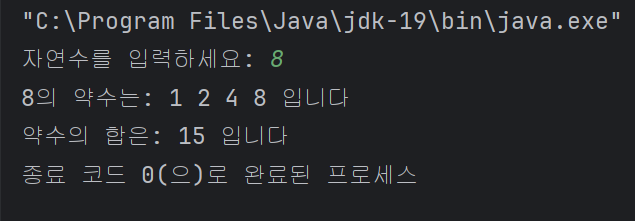 "C:\Program Files\Java\jdk-19\bin\java.exe"
자연수를 입력하세요: 8
8의 약수는: 1 2 4 8 입니다
약수의 합은: 15 입니다
종료 코드 0(으)로 완료된 프로세스